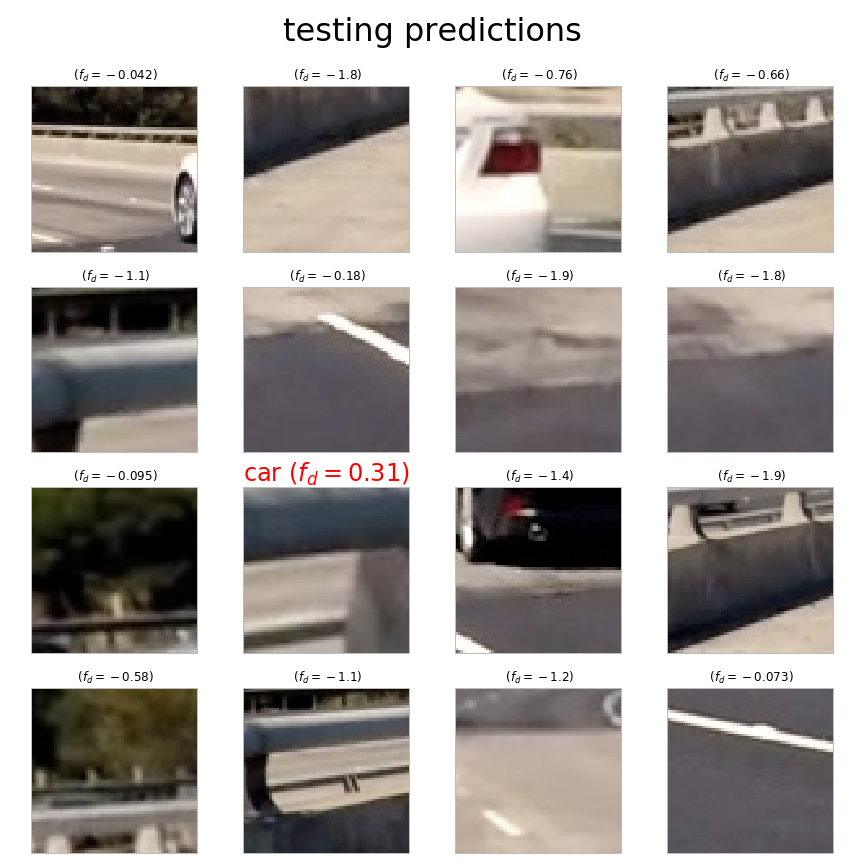 testing predictions
(f_d = −0.042)
(f_d = −1.8)
(f_d = −0.76)
(f_d = −0.66)
(f_d = −1.1)
(f_d = −0.18)
(f_d = −1.9)
(f_d = −1.8)
(f_d = −0.095)
car (f_d = 0.31)
(f_d = −1.4)
(f_d = −1.9)
(f_d = −0.58)
(f_d = −1.1)
(f_d = −1.2)
(f_d = −0.073)